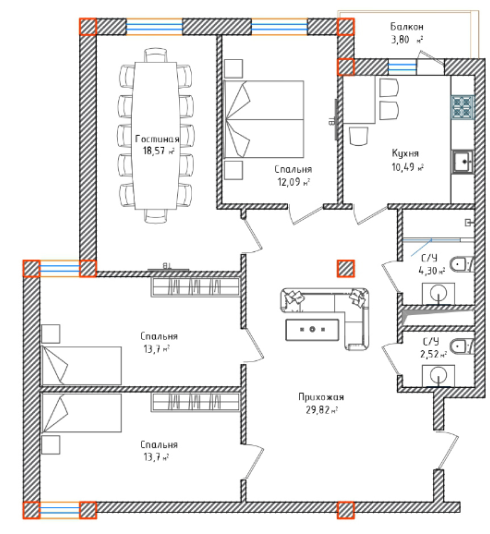 Балкон
3,80 м²
Гостиная
18,57 м²
Спальня
12,09 м²
Кухня
10,49 м²
С/У
4,30 м²
ТВ
Спальня
13,7 м²
С/У
2,52 м²
Прихожая
29,82 м²
Спальня
13,7 м²